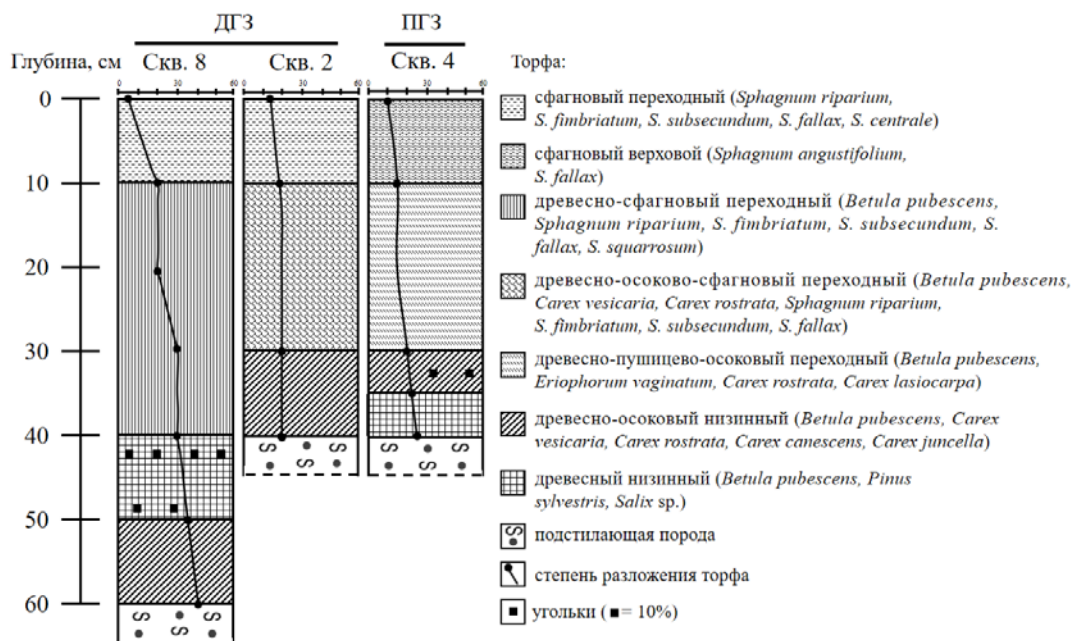 ДГЗ ПГЗ
Глубина, см Скв. 8 Скв. 2 Скв. 4 Торфа:
0 30 60 0 30 60 0 30 60
0
10
20
30
40
50
60
сфагновый переходный (Sphagnum riparium,
S. fimbriatum, S. subsecundum, S. fallax, S. centrale)
сфагновый верховой (Sphagnum angustifolium,
S. fallax)
древесно-сфагновый переходный (Betula pubescens,
Sphagnum riparium, S. fimbriatum, S. subsecundum, S.
fallax, S. squarrosum)
древесно-осоково-сфагновый переходный (Betula pubescens,
Carex vesicaria, Carex rostrata, Sphagnum riparium,
S. fimbriatum, S. subsecundum, S. fallax)
древесно-пушицево-осоковый переходный (Betula pubescens,
Eriophorum vaginatum, Carex rostrata, Carex lasiocarpa)
древесно-осоковый низинный (Betula pubescens, Carex
vesicaria, Carex rostrata, Carex canescens, Carex juncella)
древесный низинный (Betula pubescens, Pinus
sylvestris, Salix sp.)
подстилающая порода
степень разложения торфа
угольки ( ■ = 10%)